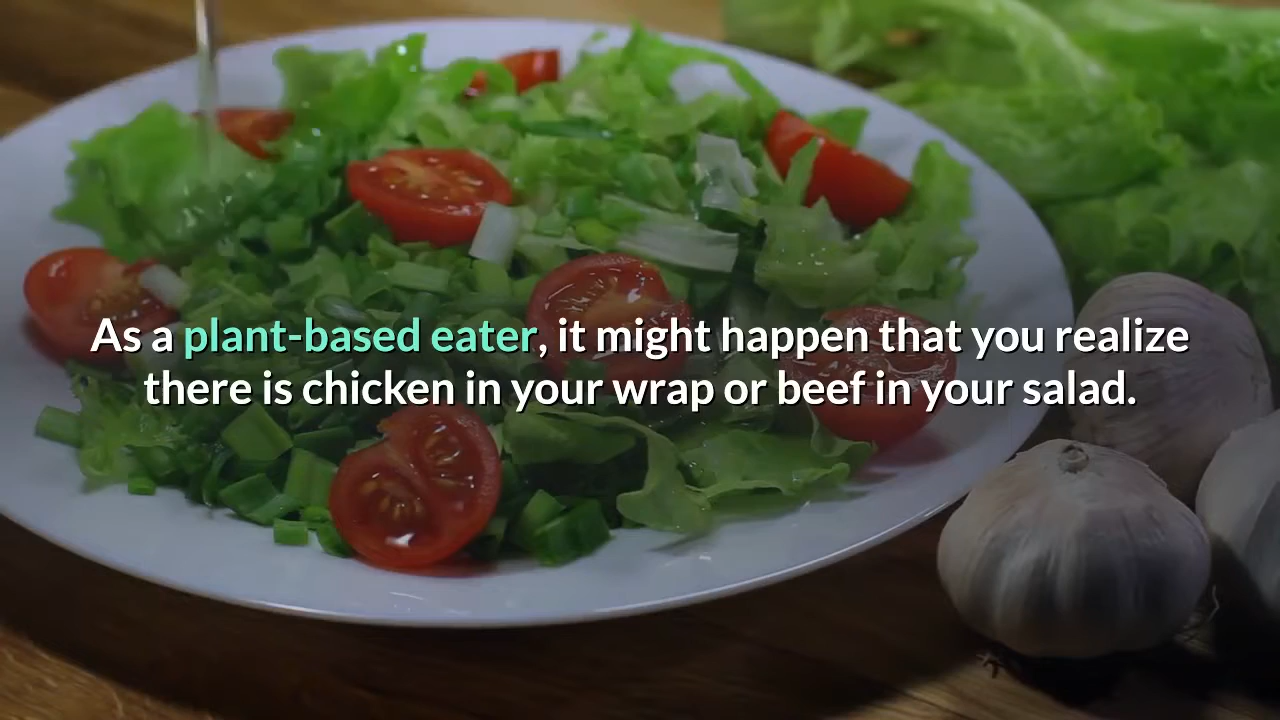 As a plant-based eater, it might happen that you realize
there is chicken in your wrap or beef in your salad.